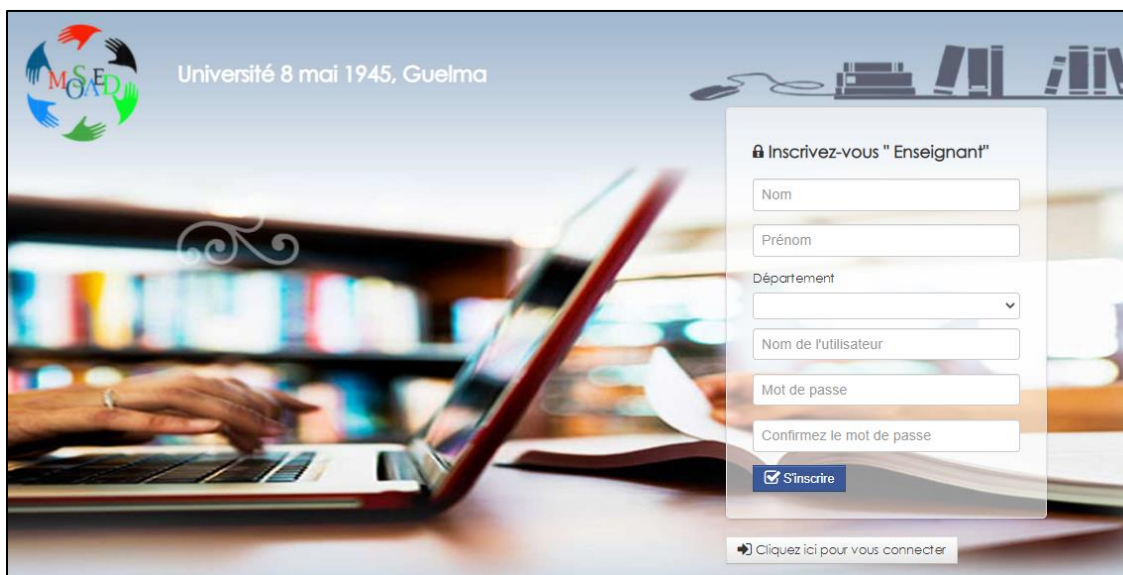 MOSAED
Université 8 mai 1945, Guelma
Inscrivez-vous " Enseignant"
Nom
Prénom
Département
Nom de l'utilisateur
Mot de passe
Confirmez le mot de passe
S'inscrire
Cliquez ici pour vous connecter